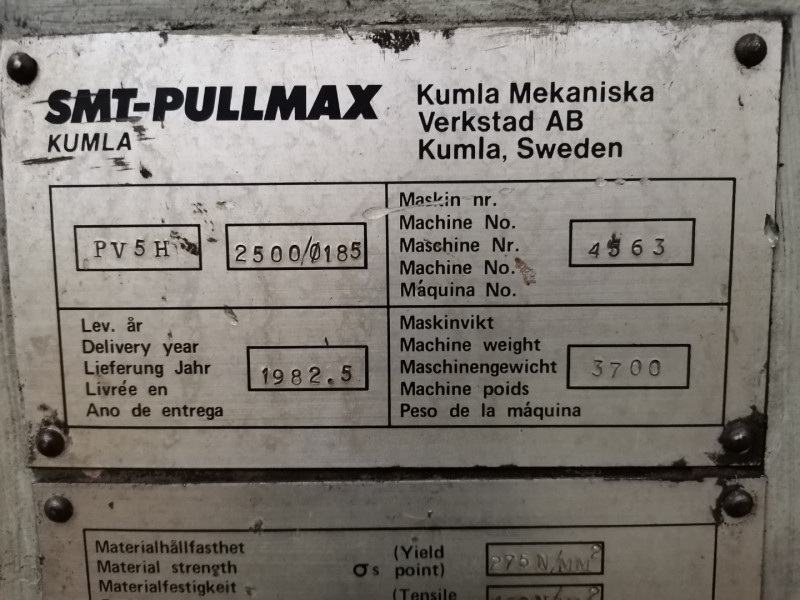 SMT-PULLMAX
KUMLA
Kumla Mekaniska
Verkstad AB
Kumla, Sweden
PV5H
2500/Ø185
Maskin nr.
Machine No.
Maschine Nr.
Machine No.
Máquina No.
4563
Lev. år
Delivery year
Lieferung Jahr
Livrée en
Ano de entrega
1982.5
Maskinvikt
Machine weight
Maschinengewicht
Machine poids
Peso de la máquina
3700
Materialhållfasthet
Material strength
Materialfestigkeit
σs
(Yield
point)
275N/MM²
(Tensile